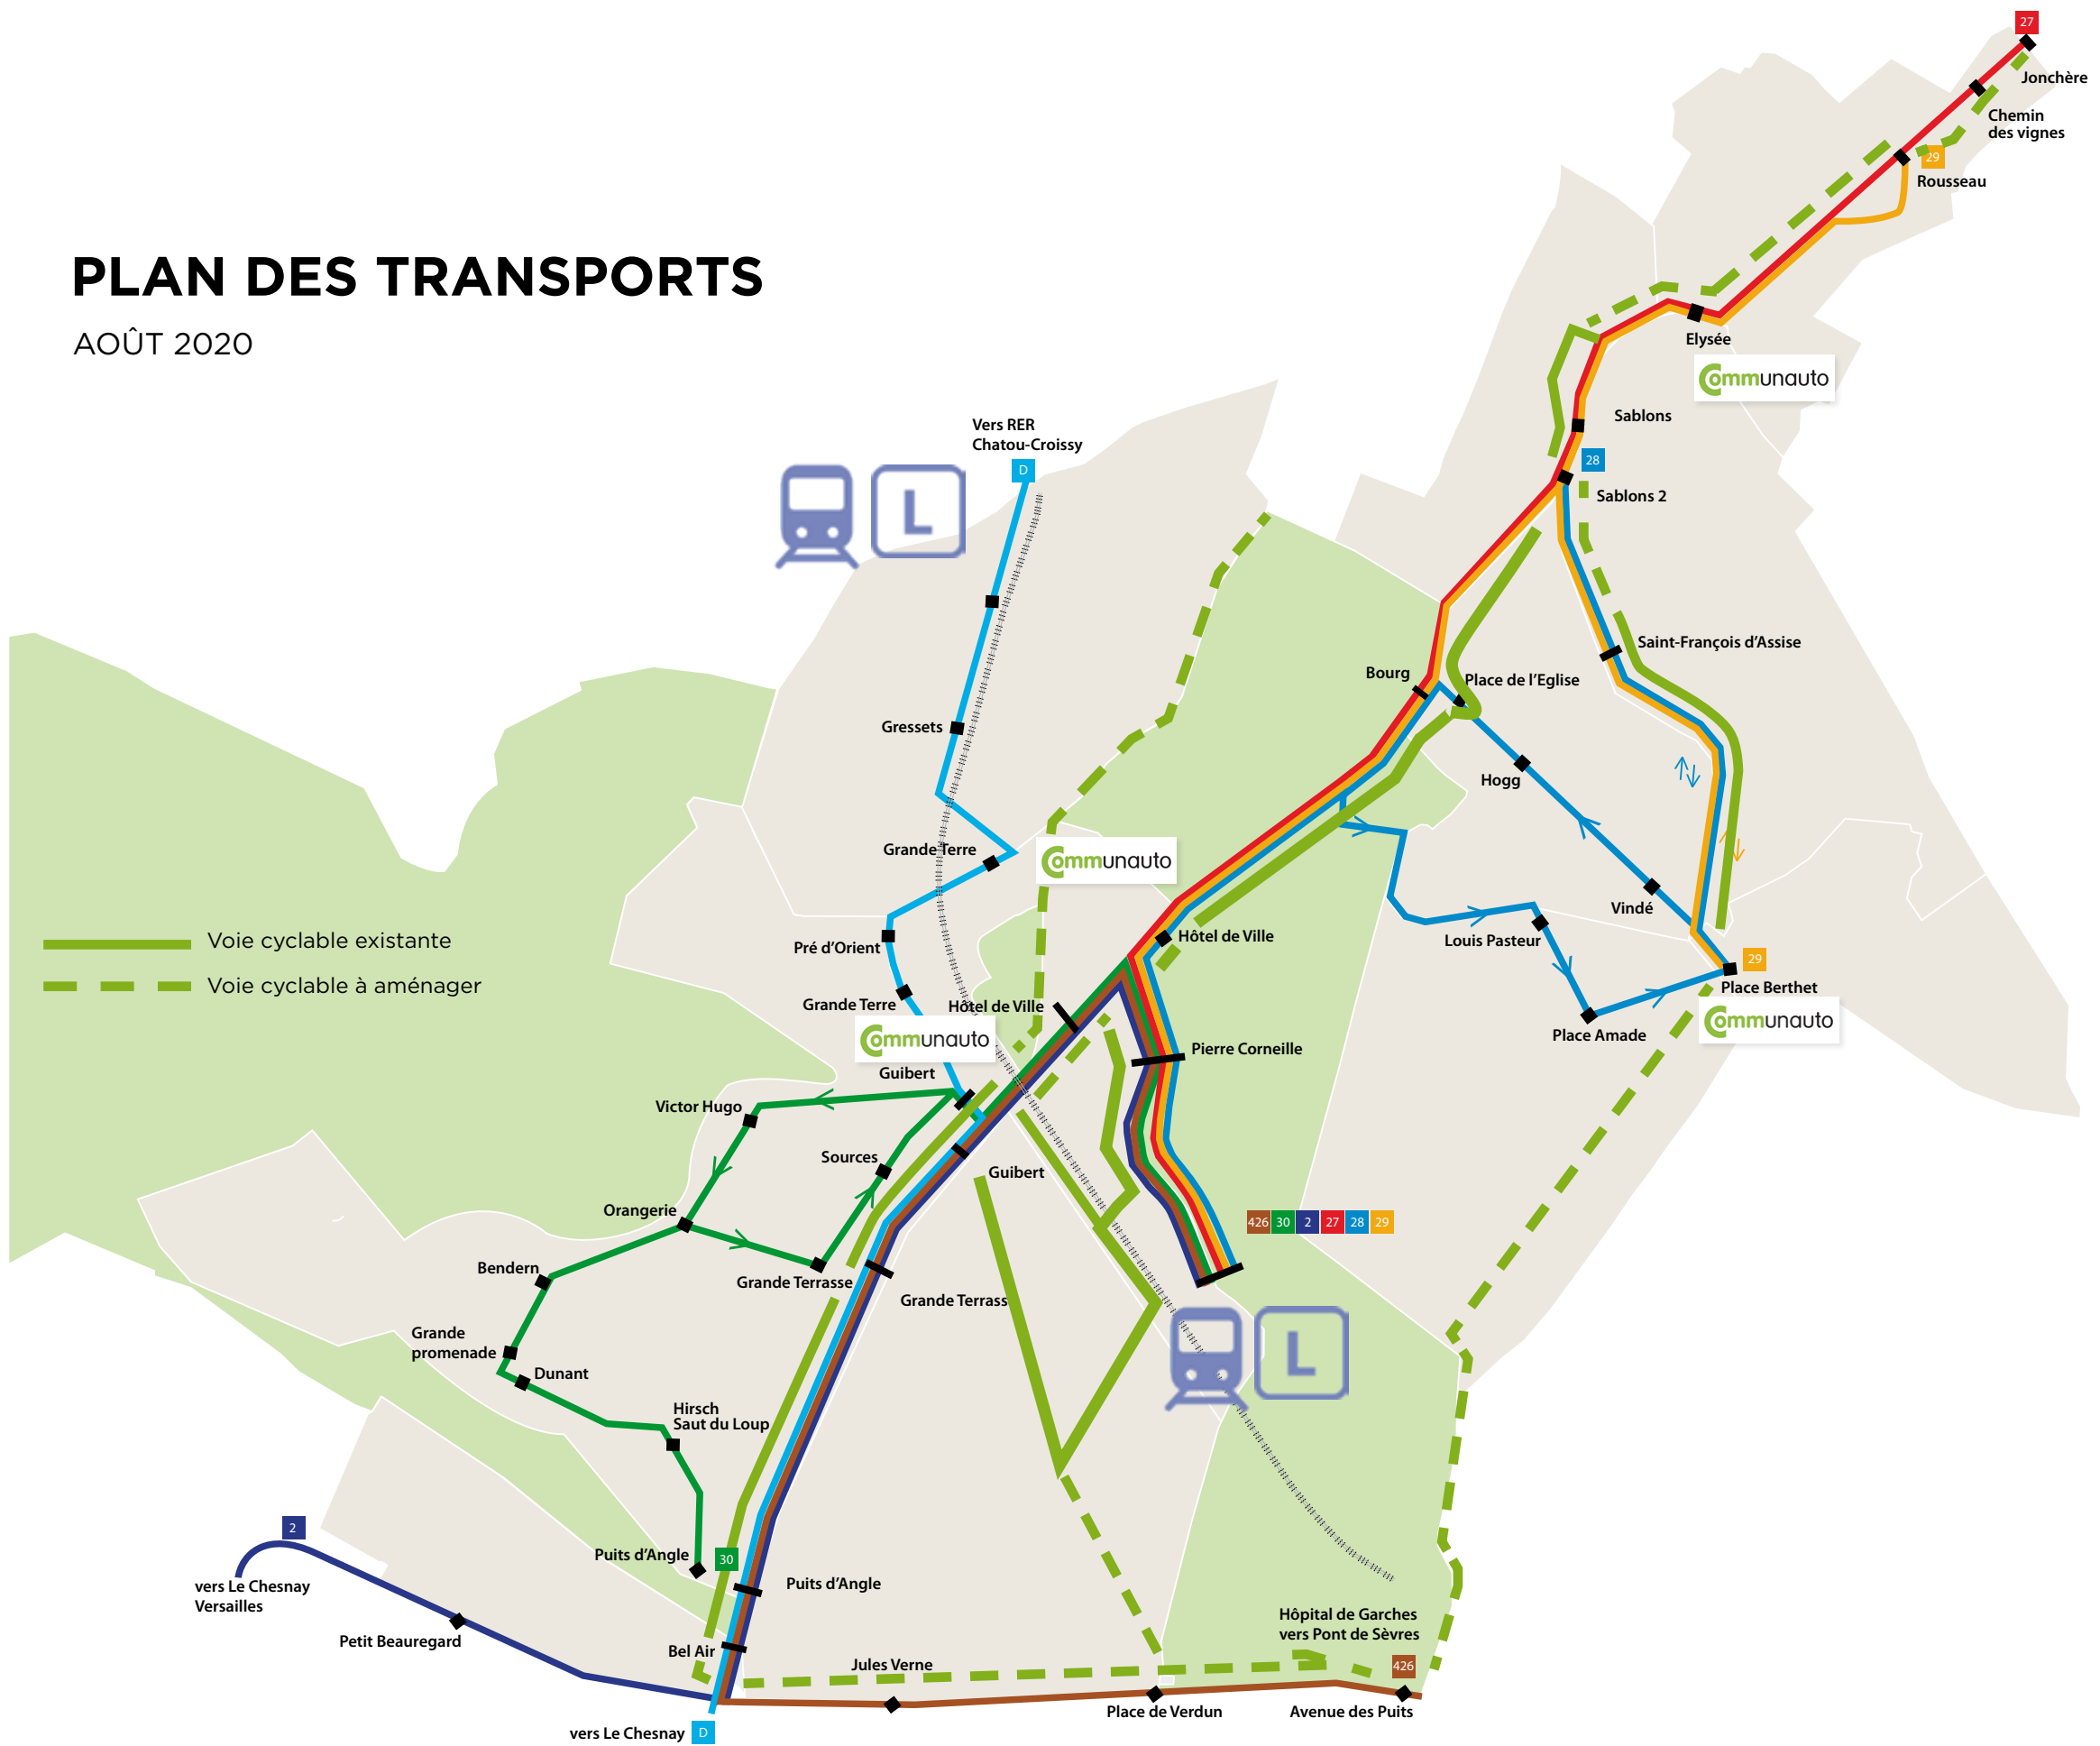 27
Jonchère
Chemin
des vignes
29
Rousseau
PLAN DES TRANSPORTS
AOÛT 2020
Elysée
Communauto
Sablons
Vers RER
Chatou-Croissy
D
L
28
Sablons 2
Saint-François d'Assise
Bourg
Place de l'Eglise
Gressets
Hogg
Grande Terre
Communauto
Vindé
Louis Pasteur
Voie cyclable existante
Pré d'Orient
Hôtel de Ville
29
Voie cyclable à aménager
Place Berthet
Grande Terre
Hôtel de Ville
Communauto
Communauto
Place Amade
Pierre Corneille
Guibert
Victor Hugo
Sources
Guibert
Orangerie
426 30 2 27 28 29
Bendern
Grande Terrasse
Grande Terrass
Grande
promenade
L
Dunant
Hirsch
Saut du Loup
2
Puits d'Angle
30
Puits d'Angle
vers Le Chesnay
Versailles
Hôpital de Garches
vers Pont de Sèvres
Petit Beauregard
Bel Air
Jules Verne
426
Place de Verdun
Avenue des Puits
vers Le Chesnay
D